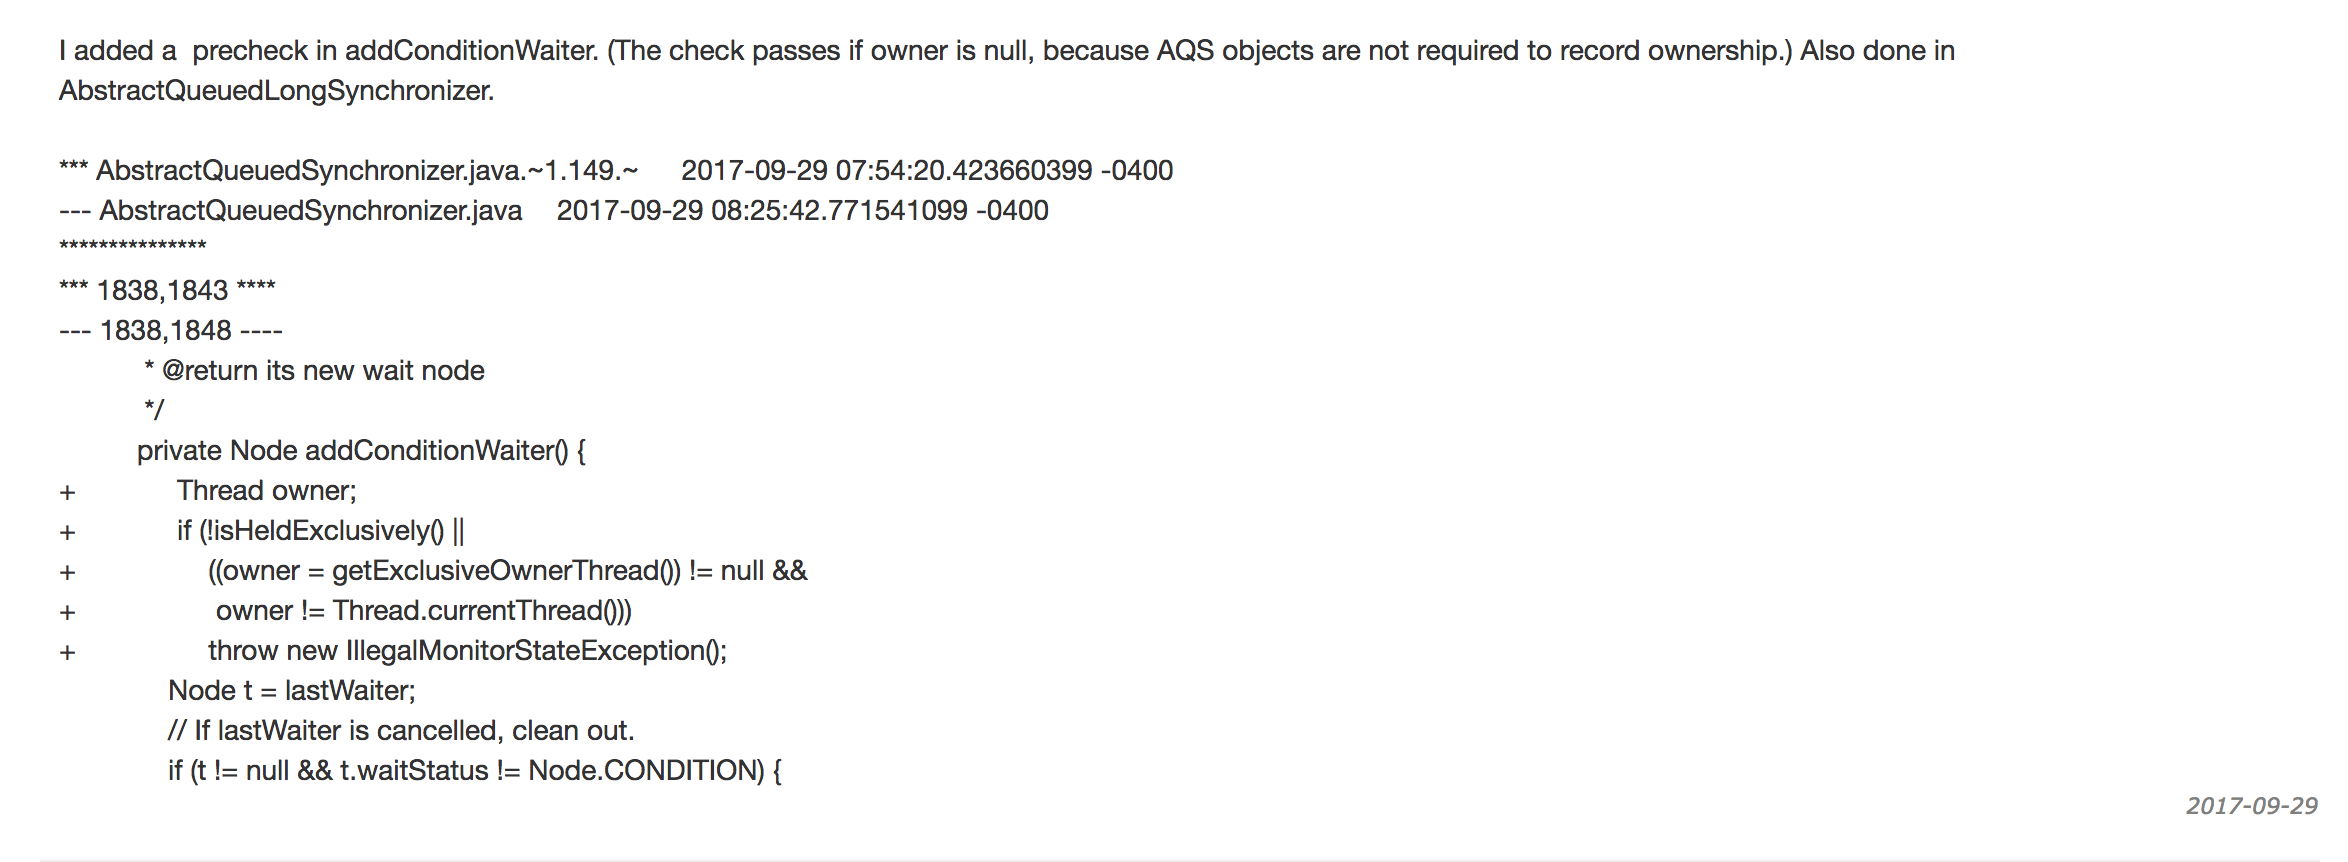 I added a  precheck in addConditionWaiter. (The check passes if owner is null, because AQS objects are not required to record ownership.) Also done in
AbstractQueuedLongSynchronizer.
*** AbstractQueuedSynchronizer.java.~1.149.~ 2017-09-29 07:54:20.423660399 -0400
--- AbstractQueuedSynchronizer.java 2017-09-29 08:25:42.771541099 -0400
***************
*** 1838,1843 ****
--- 1838,1848 ----
* @return its new wait node
*/
private Node addConditionWaiter() {
+ Thread owner;
+ if (!isHeldExclusively() ||
+ ((owner = getExclusiveOwnerThread()) != null &&
+ owner != Thread.currentThread()))
+ throw new IllegalMonitorStateException();
Node t = lastWaiter;
// If lastWaiter is cancelled, clean out.
if (t != null && t.waitStatus != Node.CONDITION) {
2017-09-29